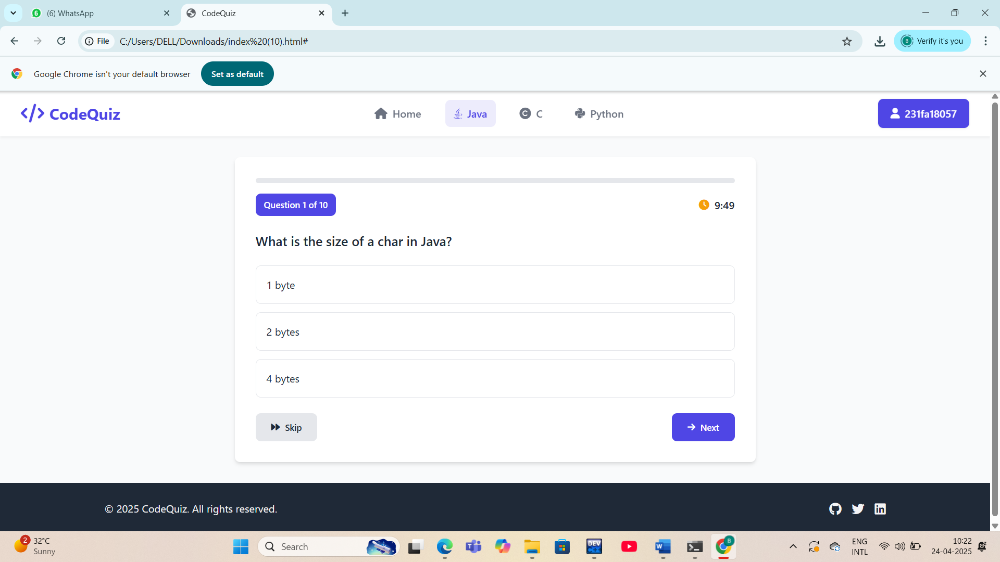 6 (6) WhatsApp
CodeQuiz
File C:/Users/DELL/Downloads/index%20(10).html#
B Verify it's you
Google Chrome isn't your default browser
Set as default
</> CodeQuiz
Home
Java
C C
Python
231fa18057
Question 1 of 10
9:49
What is the size of a char in Java?
1 byte
2 bytes
4 bytes
Skip
Next
© 2025 CodeQuiz. All rights reserved.
in
2 32°C
Sunny
Search
T
DEV
W
B
ENG
INTL
10:22
24-04-2025